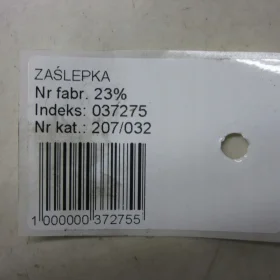 ZAŚLEPKA
Nr fabr. 23%
Indeks: 037275
Nr kat.: 207/032
1 000000 372755